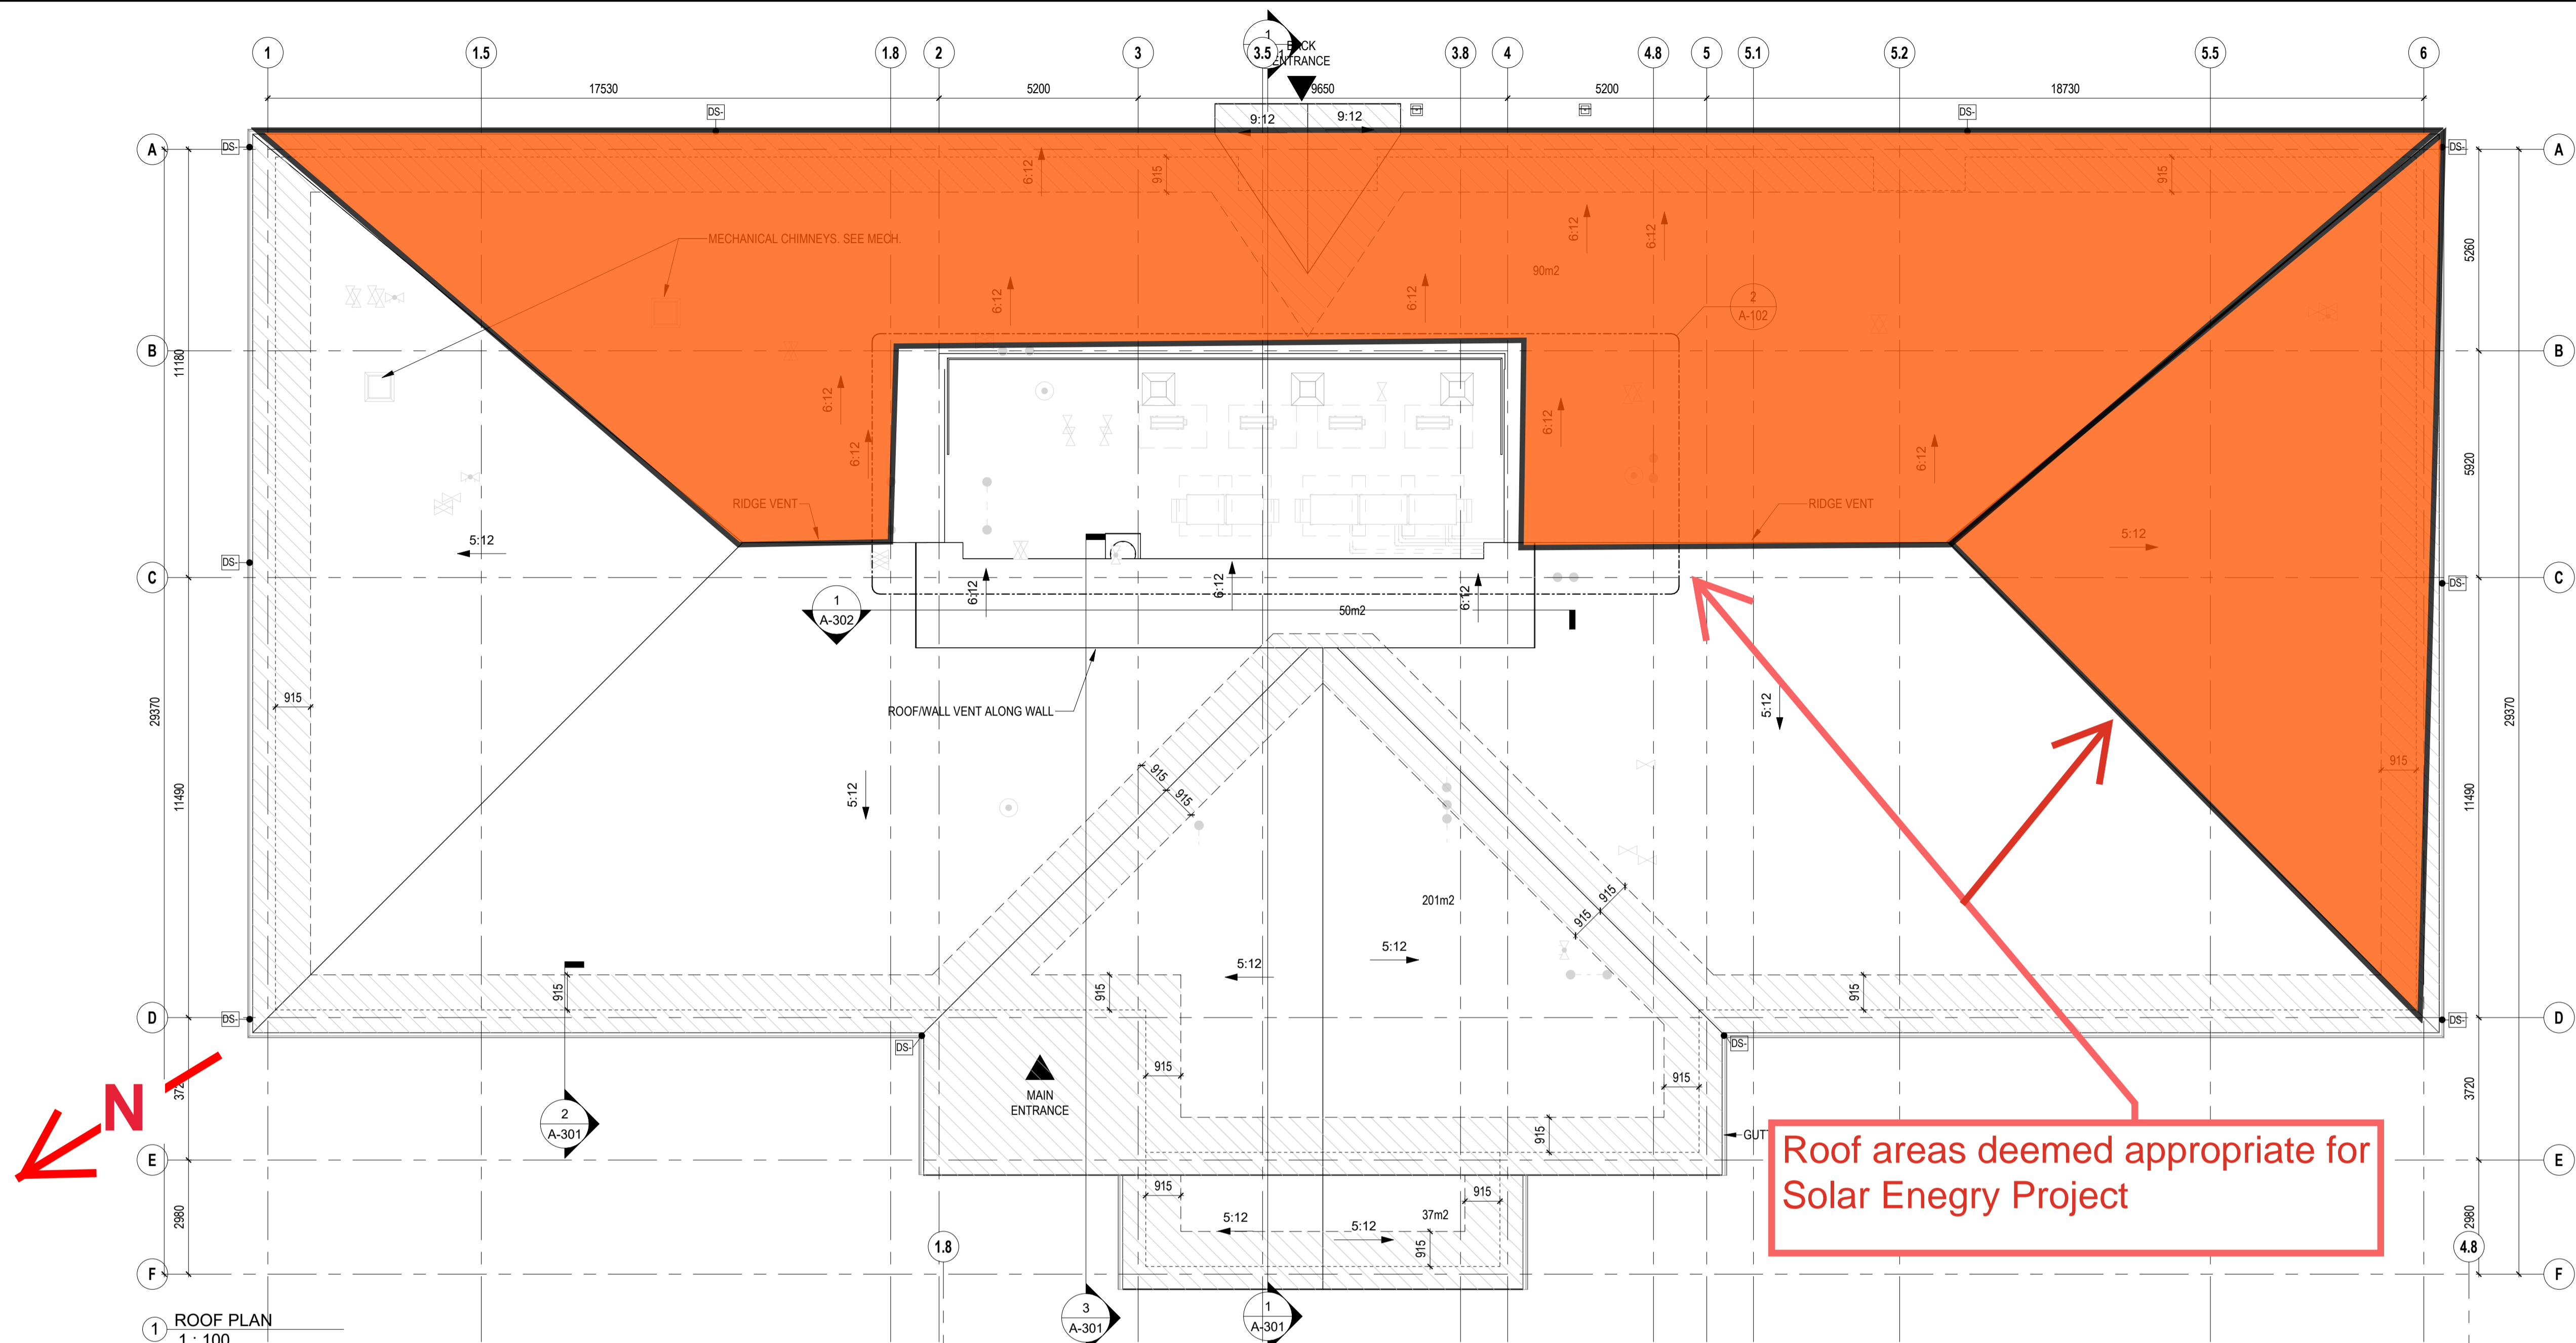 1 1.5 1.8 2 3 3.5 3.8 4 4.8 5 5.1 5.2 5.5 6
1
BACK
ENTRANCE
17530 5200 9650 5200 18730
DS- DS-
9:12 9:12
A DS- DS- A
6:12 915 915
6:12 6:12
MECHANICAL CHIMNEYS. SEE MECH.
5260
90m2
6:12 6:12
2
A-102
B B
11180
6:12 6:12
6:12 6:12
5920
RIDGE VENT RIDGE VENT
5:12 5:12
DS- DS-
C C
6:12 6:12 6:12
1
A-302
50m2
915
ROOF/WALL VENT ALONG WALL
5:12
29370 29370
915
915 915
11490 11490
5:12
201m2
915
915
5:12
5:12
915 915 915
D DS- DS- D
DS- DS-
N
3720
915 915
MAIN
ENTRANCE
2
A-301
915
GUT
Roof areas deemed appropriate for
Solar Enegry Project
E E
915 915
2980 2980
5:12 5:12 37m2
915
1.8 4.8
F F
3
A-301
1
A-301
1 ROOF PLAN
1 : 100